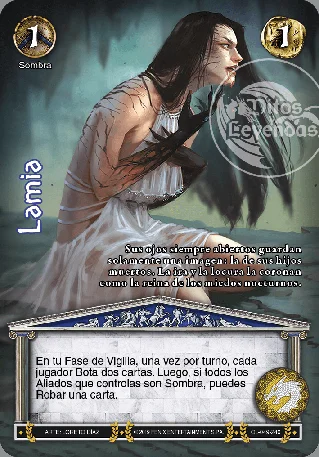 1
1
Sombra
Mitos
Leyendas
Lamia
Sus ojos siempre abiertos guardan
solamente una imagen: la de sus hijos
muertos. La ira y la locura la coronan
como la reina de los miedos nocturnos.
En tu Fase de Vigilia, una vez por turno, cada
jugador Bota dos cartas. Luego, si todos los
Aliados que controlas son Sombra, puedes
Robar una carta.